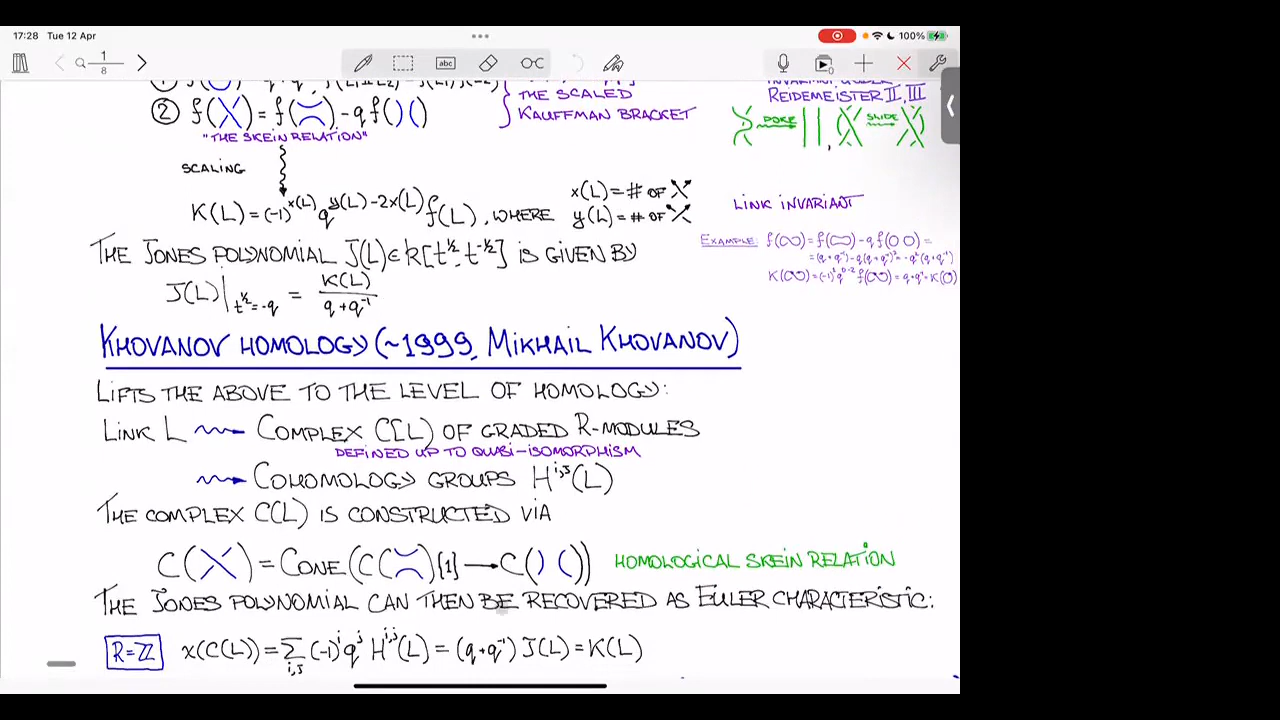 17:28 Tue 12 Apr
100%
1
8
abc
② f( ) = f( ) - q f( )
"THE SKEIN RELATION"
THE SCALED
KAUFFMAN BRACKET
REIDEMEISTER II, III
POKE
SLIDE
SCALING
K(L) = (-1)^{x(L)} q^{y(L)-2x(L)} f(L), WHERE
x(L) = # OF
y(L) = # OF
LINK INVARIANT
THE JONES POLYNOMIAL J(L) ∈ k[t^{1/2}, t^{-1/2}] IS GIVEN BY
J(L)|_{t^{1/2}=-q} = K(L) / (q+q^{-1})
EXAMPLE:
KHOVANOV HOMOLOGY (~1999, MIKHAIL KHOVANOV)
LIFTS THE ABOVE TO THE LEVEL OF HOMOLOGY:
LINK L COMPLEX C(L) OF GRADED R-MODULES
DEFINED UP TO QUASI-ISOMORPHISM
COHOMOLOGY GROUPS H^{i,j}(L)
THE COMPLEX C(L) IS CONSTRUCTED VIA
C( ) = CONE(C( ){1} → C( )) HOMOLOGICAL SKEIN RELATION
THE JONES POLYNOMIAL CAN THEN BE RECOVERED AS EULER CHARACTERISTIC:
R=ℤ χ(C(L)) = Σ_{i,j} (-1)^i q^j H^{i,j}(L) = (q+q^{-1}) J(L) = K(L)